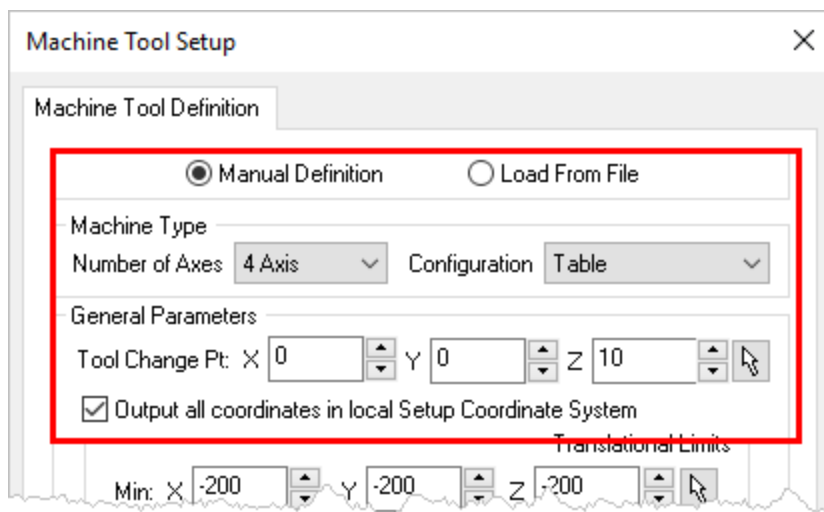 Machine Tool Setup
Machine Tool Definition
Manual Definition Load From File
Machine Type
Number of Axes 4 Axis Configuration Table
General Parameters
Tool Change Pt: X 0 Y 0 Z 10
Output all coordinates in local Setup Coordinate System
Translational Limits
Min: X -200 Y -200 Z -200